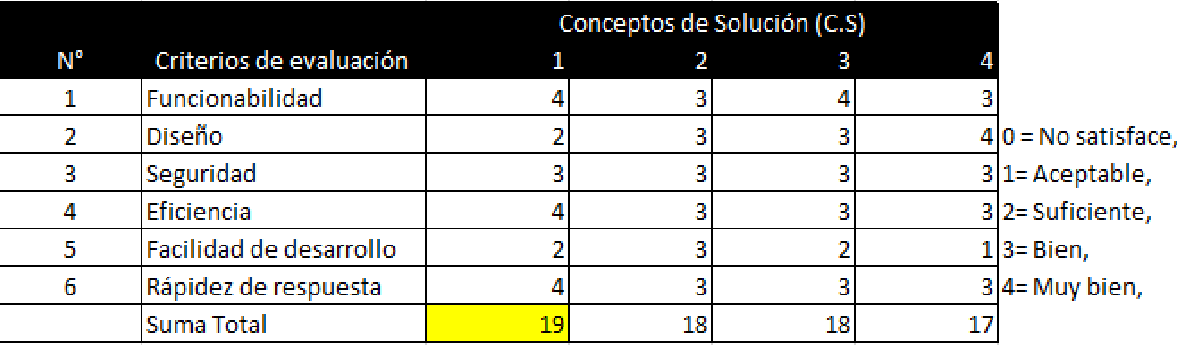 Conceptos de Solución (C.S)
N° Criterios de evaluación 1 2 3 4
1 Funcionabilidad 4 3 4 3
2 Diseño 2 3 3 4 0 = No satisface,
3 Seguridad 3 3 3 3 1= Aceptable,
4 Eficiencia 4 3 3 3 2= Suficiente,
5 Facilidad de desarrollo 2 3 2 1 3= Bien,
6 Rápidez de respuesta 4 3 3 3 4= Muy bien,
Suma Total 19 18 18 17